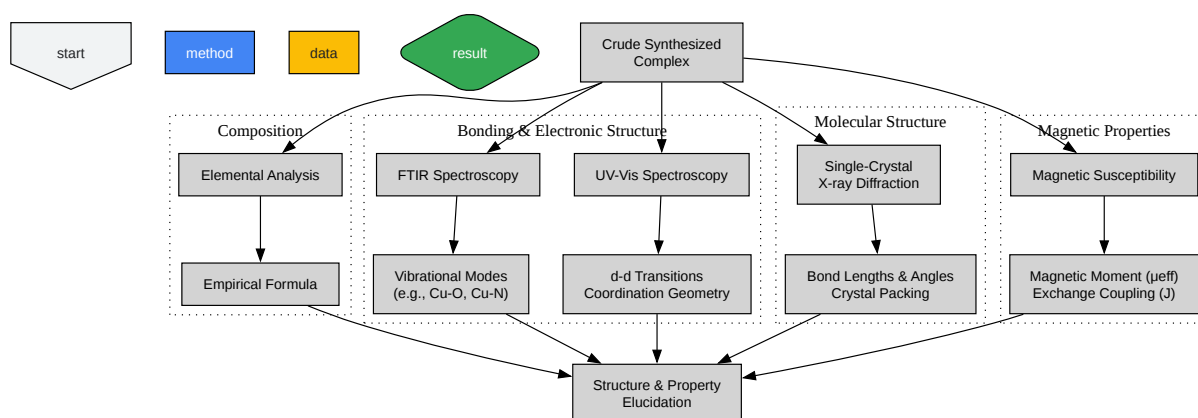 start
method
data
result
Crude Synthesized
Complex
Composition
Bonding & Electronic Structure
Molecular Structure
Magnetic Properties
Elemental Analysis
FTIR Spectroscopy
UV-Vis Spectroscopy
Single-Crystal
X-ray Diffraction
Magnetic Susceptibility
Empirical Formula
Vibrational Modes
(e.g., Cu-O, Cu-N)
d-d Transitions
Coordination Geometry
Bond Lengths & Angles
Crystal Packing
Magnetic Moment (μeff)
Exchange Coupling (J)
Structure & Property
Elucidation